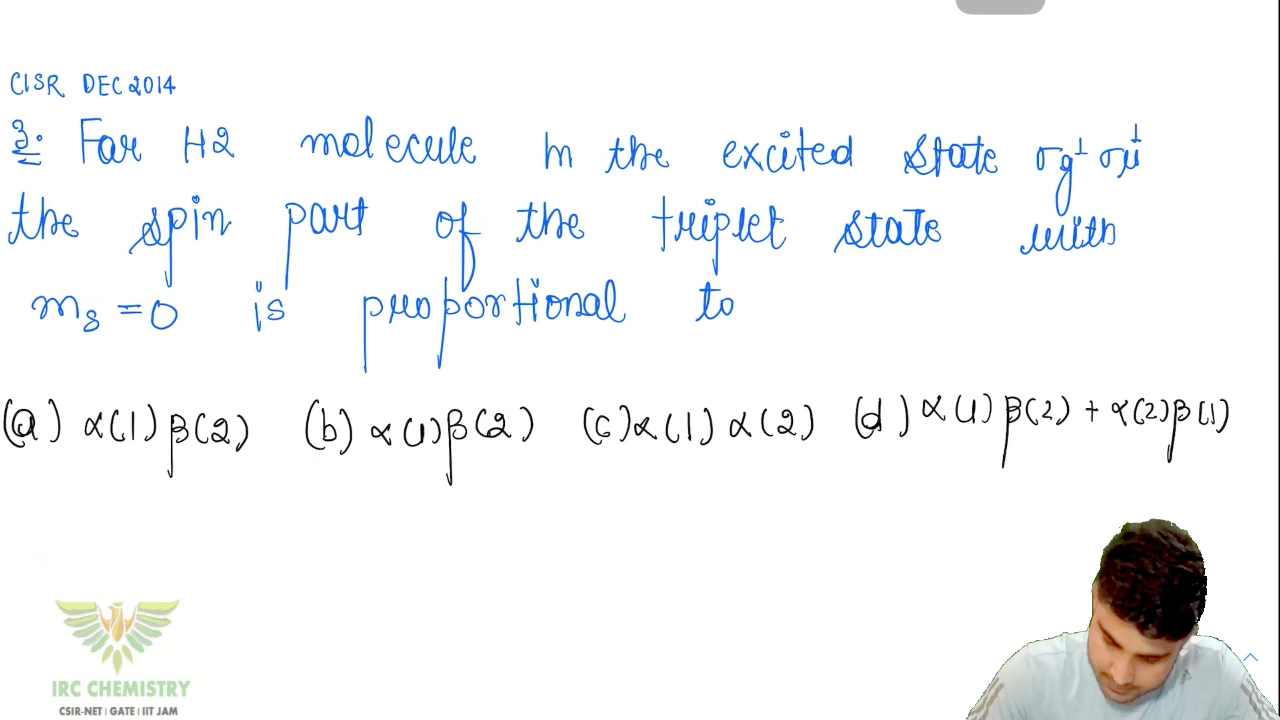 CISR DEC 2014
3. For H2 molecule in the excited state σg¹ σu¹
the spin part of the triplet state with
ms = 0 is proportional to
(a) α(1) β(2) (b) α(1) β(2) (c) α(1) α(2) (d) α(1) β(2) + α(2) β(1)
IRC CHEMISTRY
CSIR-NET | GATE | IIT JAM